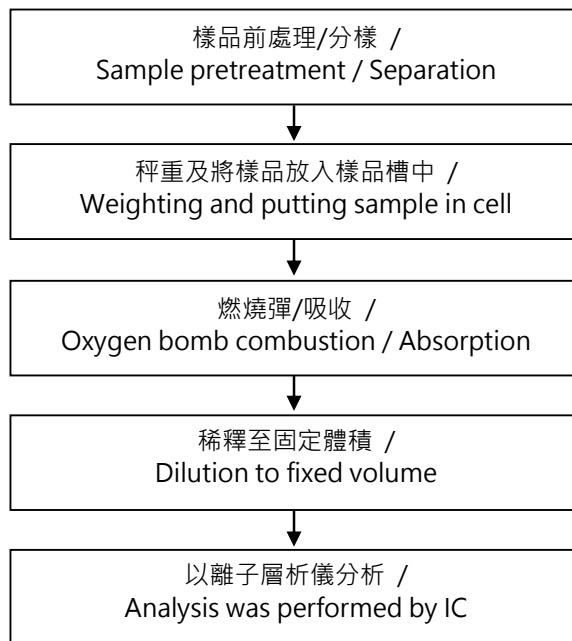 樣品前處理/分樣 /
Sample pretreatment / Separation
秤重及將樣品放入樣品槽中 /
Weighting and putting sample in cell
燃燒彈/吸收 /
Oxygen bomb combustion / Absorption
稀釋至固定體積 /
Dilution to fixed volume
以離子層析儀分析 /
Analysis was performed by IC